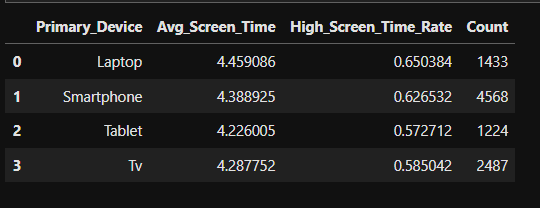 Primary_Device Avg_Screen_Time High_Screen_Time_Rate Count
0 Laptop 4.459086 0.650384 1433
1 Smartphone 4.388925 0.626532 4568
2 Tablet 4.226005 0.572712 1224
3 Tv 4.287752 0.585042 2487